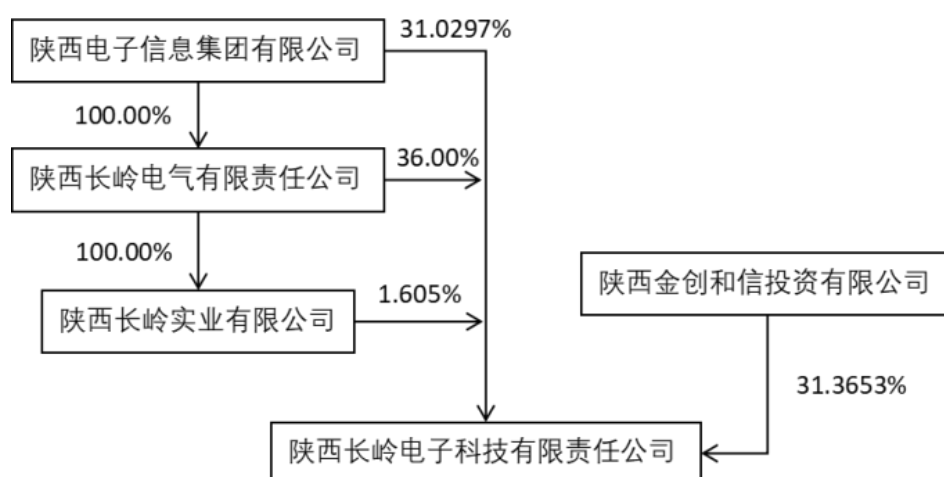 31.0297%
陕西电子信息集团有限公司
100.00%
36.00%
陕西长岭电气有限责任公司
100.00%
陕西金创和信投资有限公司
1.605%
陕西长岭实业有限公司
31.3653%
陕西长岭电子科技有限责任公司